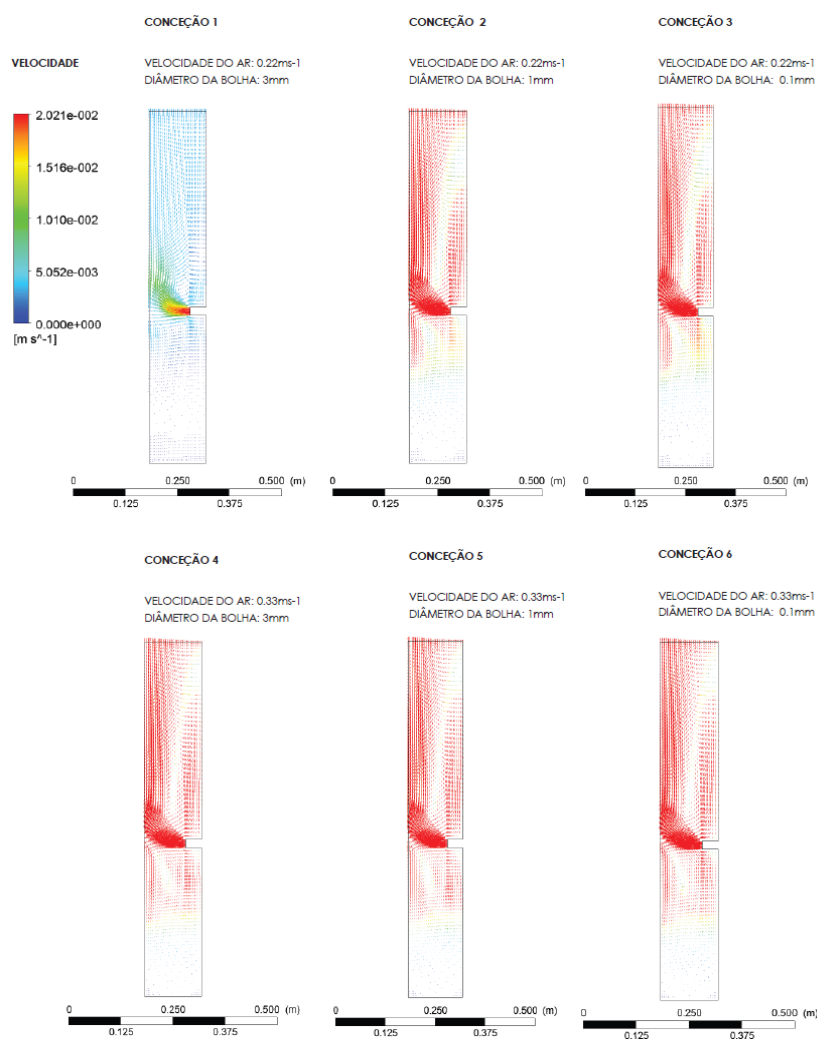 CONCEÇÃO 1
CONCEÇÃO 2
CONCEÇÃO 3
VELOCIDADE
VELOCIDADE DO AR: 0.22ms-1
DIÂMETRO DA BOLHA: 3mm
VELOCIDADE DO AR: 0.22ms-1
DIÂMETRO DA BOLHA: 1mm
VELOCIDADE DO AR: 0.22ms-1
DIÂMETRO DA BOLHA: 0.1mm
2.021e-002
1.516e-002
1.010e-002
5.052e-003
0.000e+000
[m s^-1]
0 0.250 0.500 (m)
0.125 0.375
0 0.250 0.500 (m)
0.125 0.375
0 0.250 0.500 (m)
0.125 0.375
CONCEÇÃO 4
CONCEÇÃO 5
CONCEÇÃO 6
VELOCIDADE DO AR: 0.33ms-1
DIÂMETRO DA BOLHA: 3mm
VELOCIDADE DO AR: 0.33ms-1
DIÂMETRO DA BOLHA: 1mm
VELOCIDADE DO AR: 0.33ms-1
DIÂMETRO DA BOLHA: 0.1mm
0 0.250 0.500 (m)
0.125 0.375
0 0.250 0.500 (m)
0.125 0.375
0 0.250 0.500 (m)
0.125 0.375